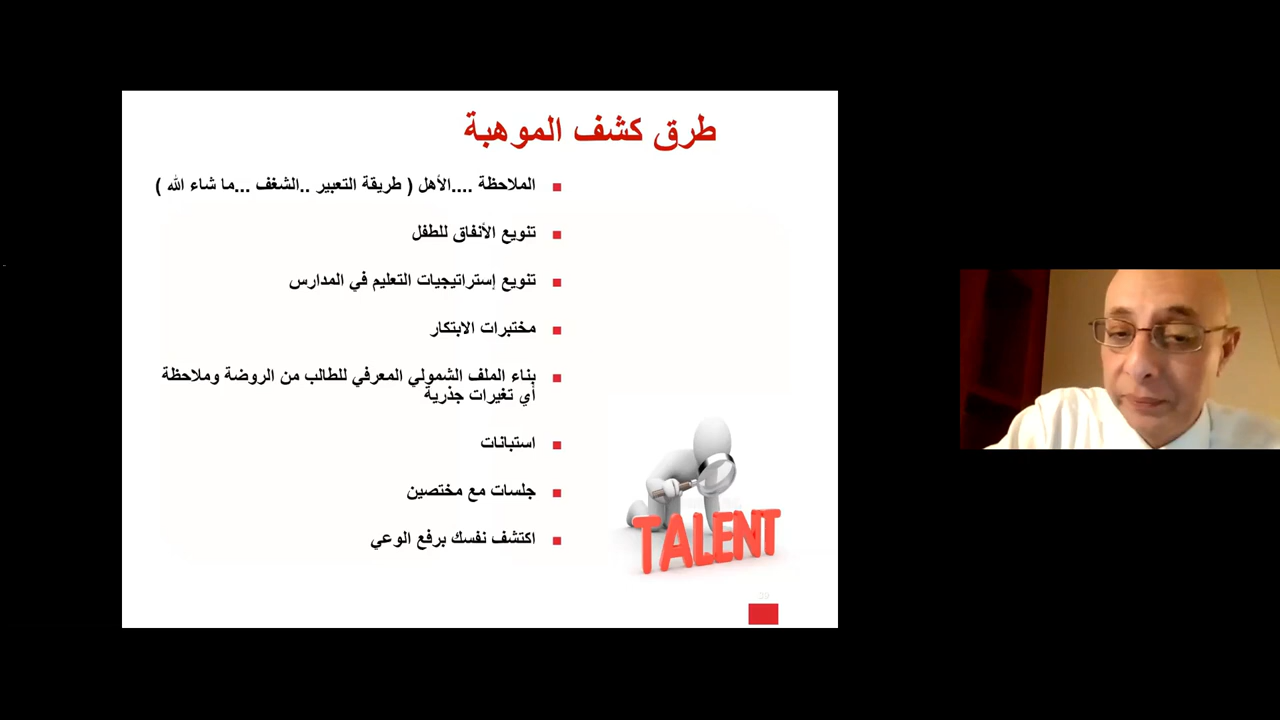 طرق كشف الموهبة
الملاحظة ....الأهل ( طريقة التعبير ..الشغف ...ما شاء الله )
تنويع الأنفاق للطفل
تنويع إستراتيجيات التعليم في المدارس
مختبرات الابتكار
بناء الملف الشمولي المعرفي للطالب من الروضة وملاحظة
أي تغيرات جذرية
استبانات
جلسات مع مختصين
اكتشف نفسك برفع الوعي
TALENT